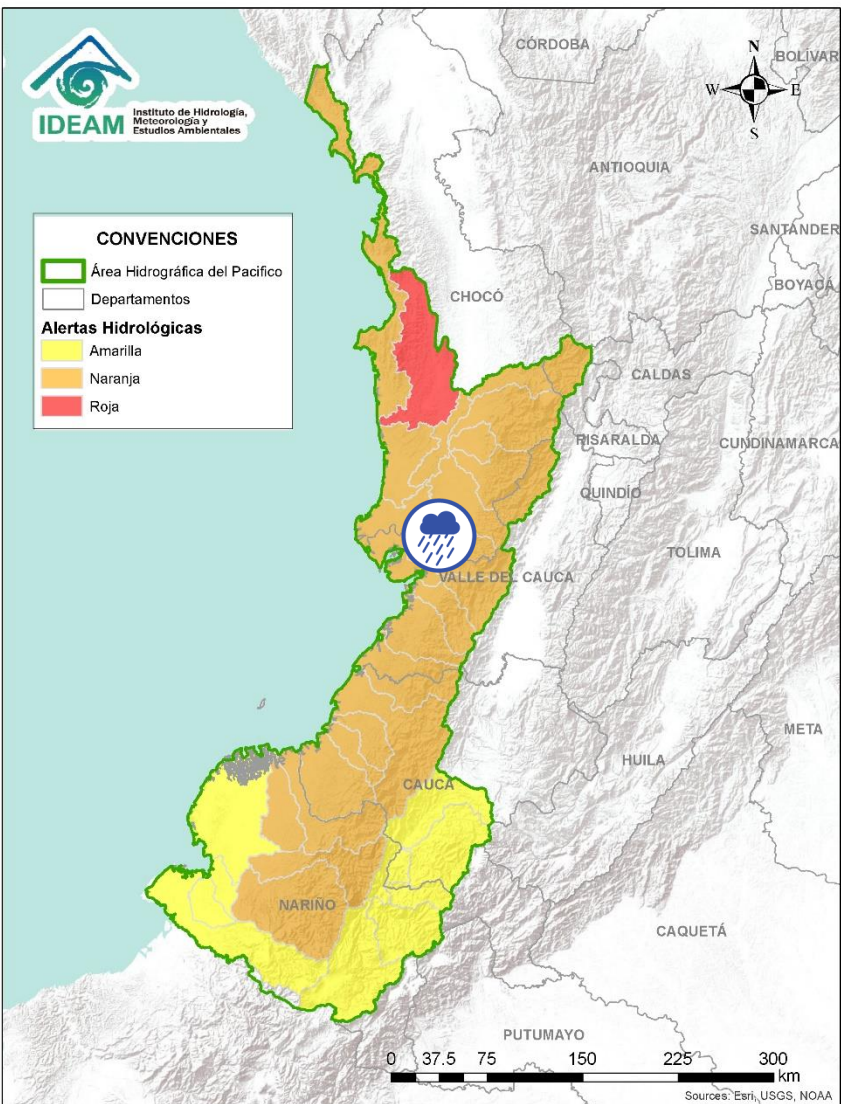 IDEAM
Instituto de Hidrología,
Meteorología y
Estudios Ambientales
N
W
E
S
CÓRDOBA
BOLÍVAR
ANTIOQUIA
SANTANDER
BOYACÁ
CHOCÓ
CALDAS
RISARALDA
CUNDINAMARCA
QUINDÍO
TOLIMA
VALLE DEL CAUCA
META
HUILA
CAUCA
NARIÑO
CAQUETÁ
PUTUMAYO
CONVENCIONES
Área Hidrográfica del Pacifico
Departamentos
Alertas Hidrológicas
Amarilla
Naranja
Roja
0 37.5 75 150 225 300
km
Sources: Esri, USGS, NOAA